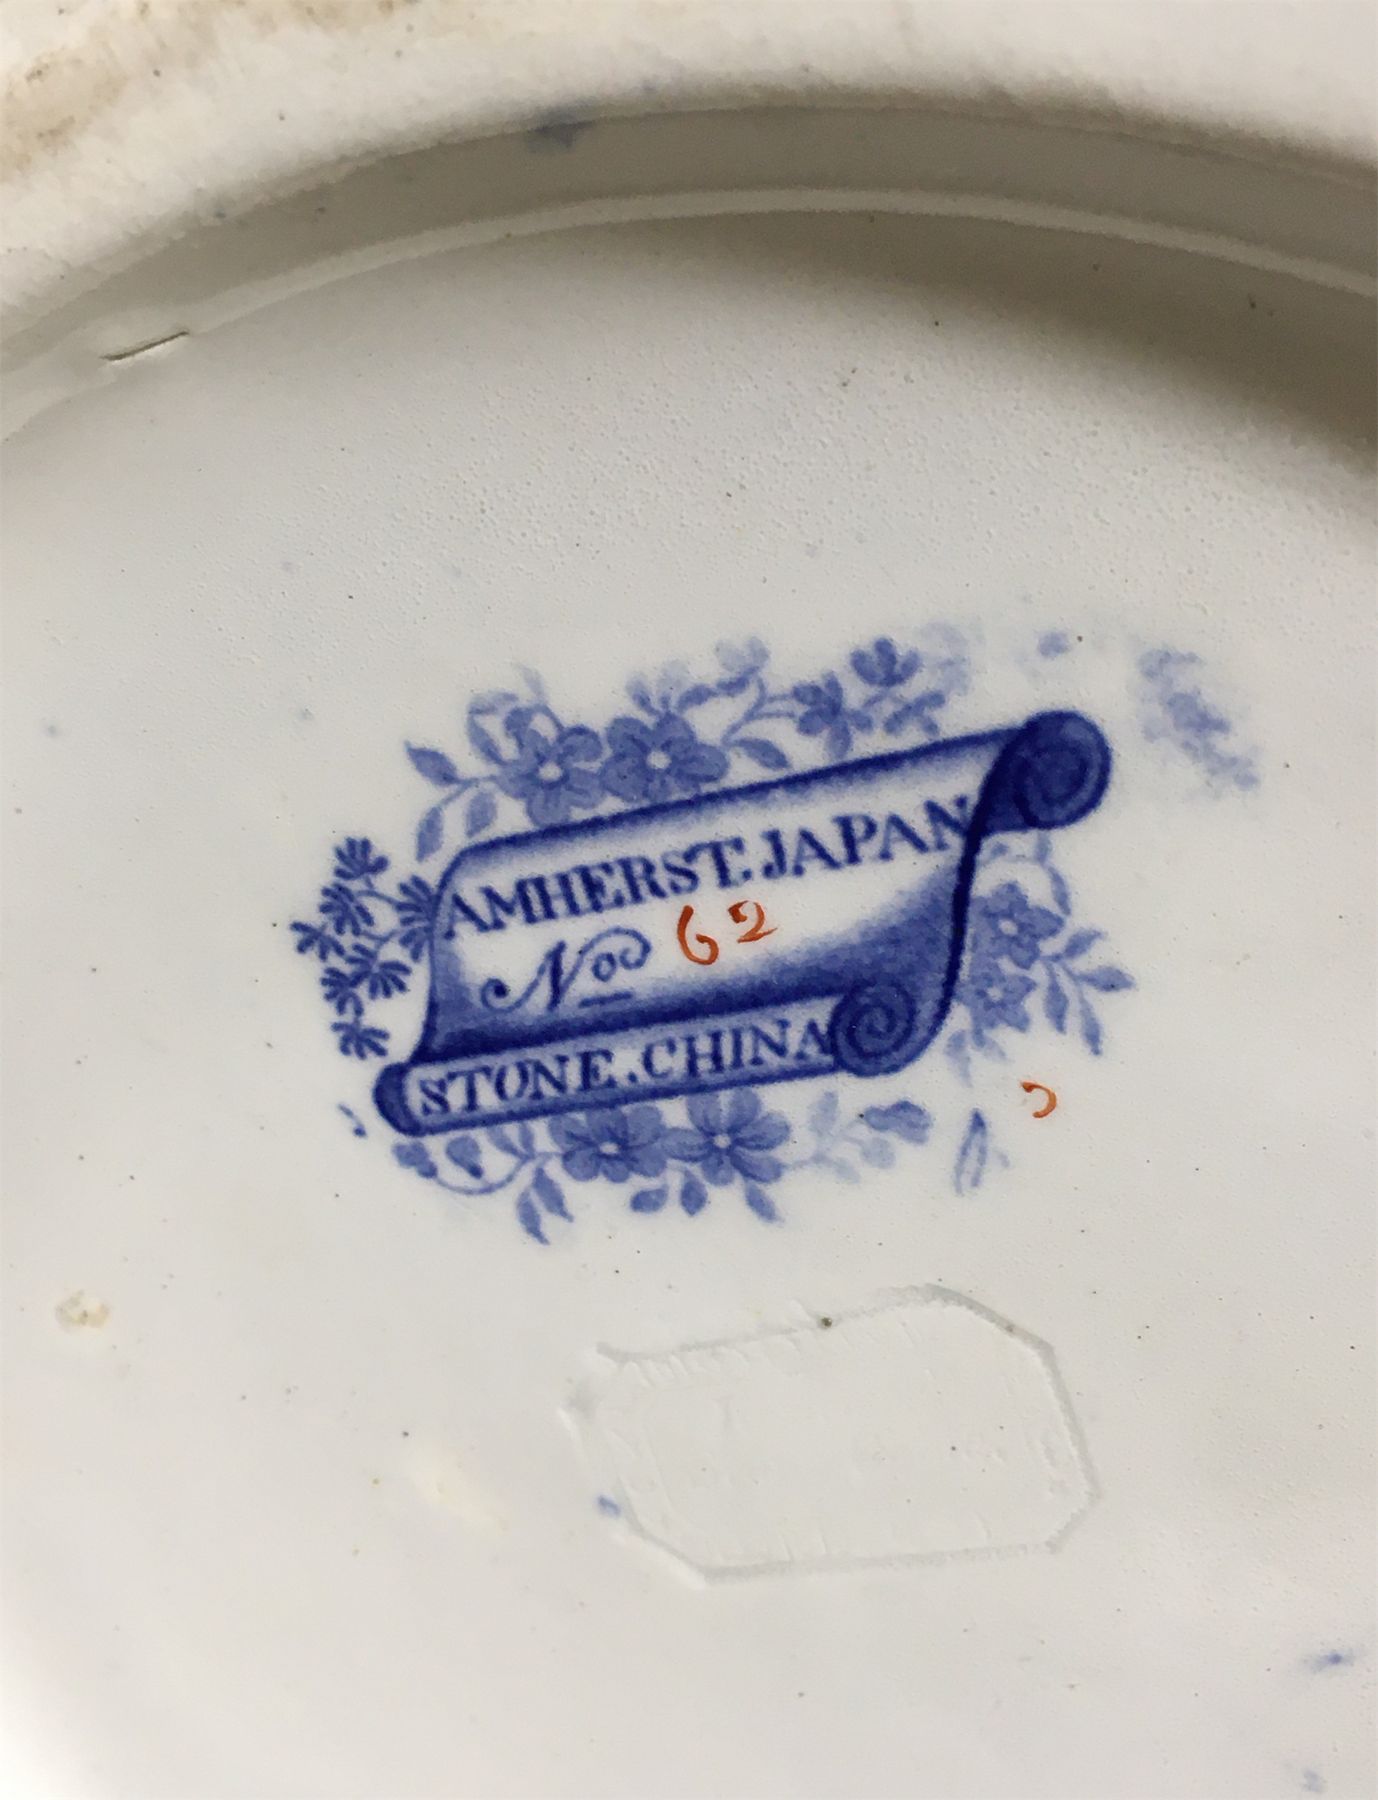 AMHERST. JAPAN
No 62
STONE. CHINA